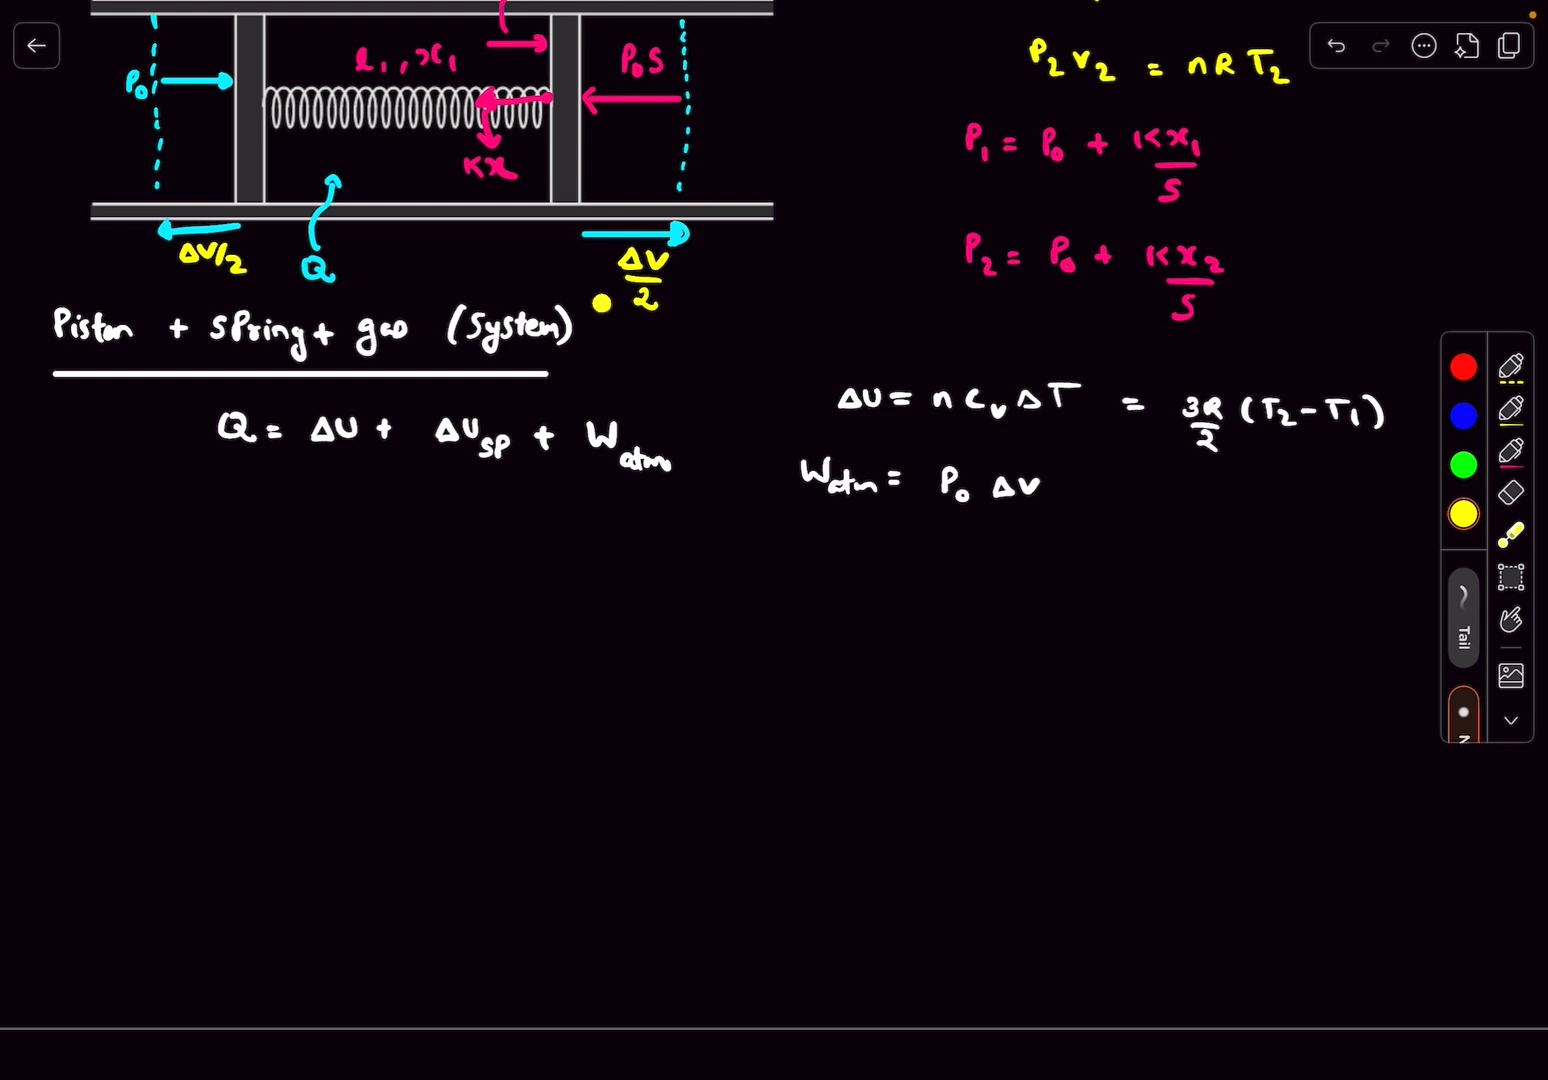 l₁, x₁
P₀
P₀S
Kx
ΔV/2
Q
ΔV/2
P₂V₂ = nRT₂
P₁ = P₀ + Kx₁/S
P₂ = P₀ + Kx₂/S
Piston + spring + gas (System)
Q = ΔU + ΔU_SP + W_atm
ΔU = nC_vΔT = 3R/2 (T₂ - T₁)
W_atm = P₀ ΔV
Tail